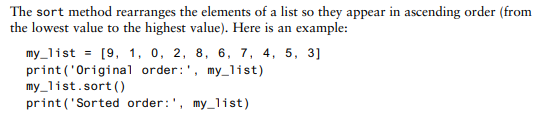 The sort method rearranges the elements of a list so they appear in ascending order (from
the lowest value to the highest value). Here is an example:
my_list = [9, 1, 0, 2, 8, 6, 7, 4, 5, 3]
print('Original order:', my_list)
my_list.sort()
print('Sorted order:', my_list)